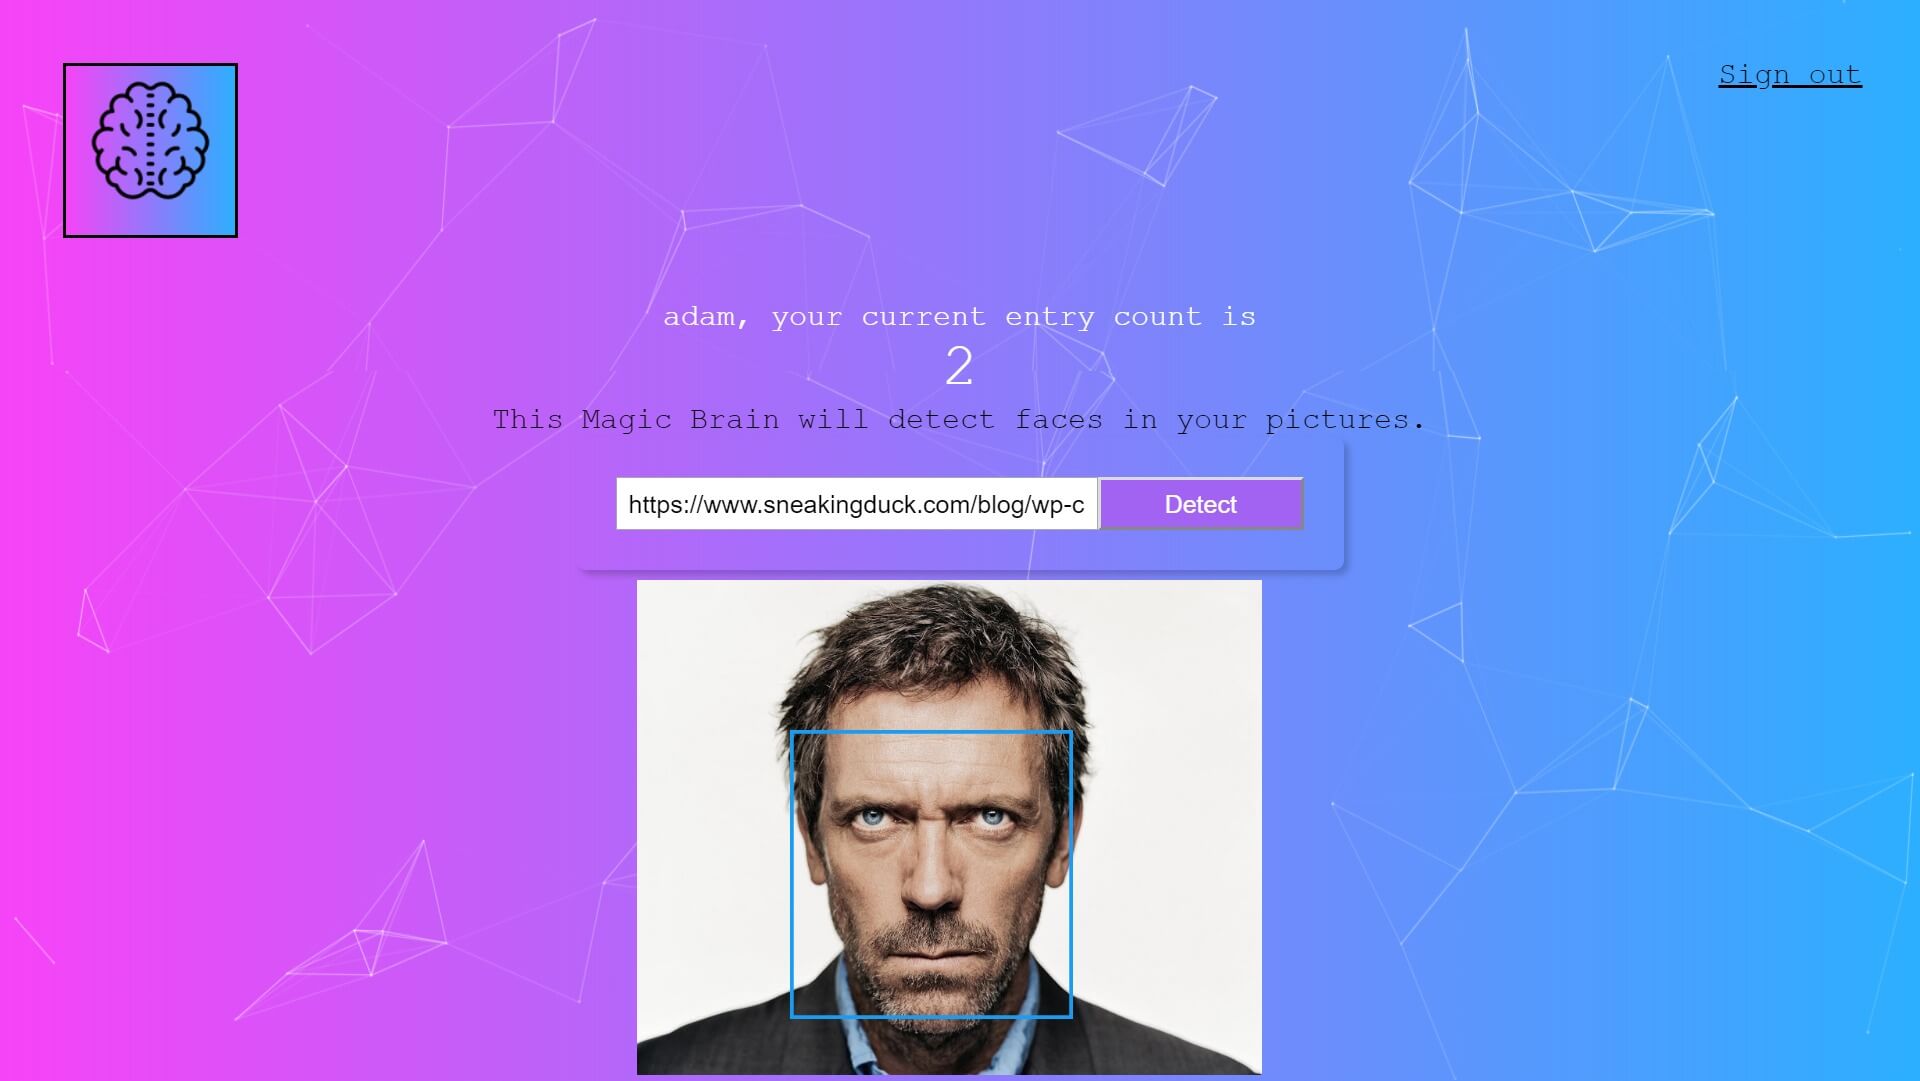 Sign out
adam, your current entry count is
2
This Magic Brain will detect faces in your pictures.
https://www.sneakingduck.com/blog/wp-c
Detect